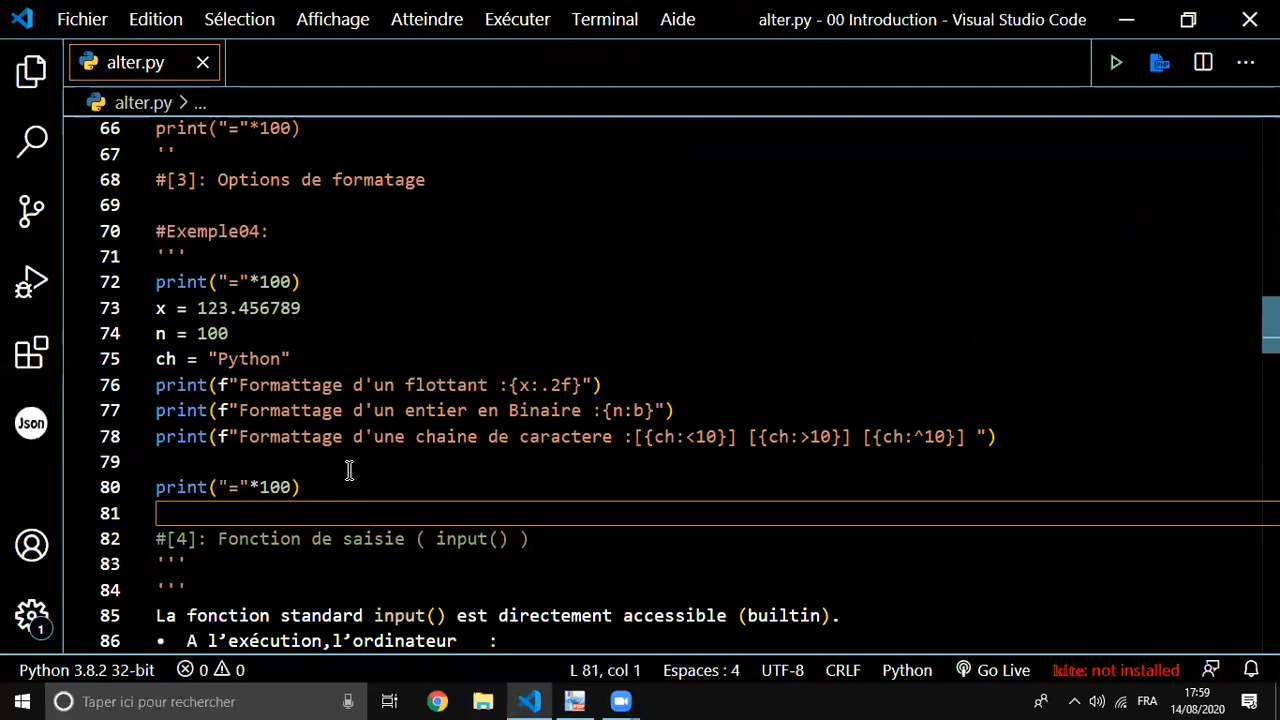 Fichier Edition Sélection Affichage Atteindre Exécuter Terminal Aide alter.py - 00 Introduction - Visual Studio Code
alter.py
alter.py > ...
66 print("="*100)
67 ''
68 #[3]: Options de formatage
69
70 #Exemple04:
71 '''
72 print("="*100)
73 x = 123.456789
74 n = 100
75 ch = "Python"
76 print(f"Formattage d'un flottant :{x:.2f}")
77 print(f"Formattage d'un entier en Binaire :{n:b}")
78 print(f"Formattage d'une chaine de caractere :[{ch:<10}] [{ch:>10}] [{ch:^10}] ")
79
80 print("="*100)
81
82 #[4]: Fonction de saisie ( input() )
83 '''
84 '''
85 La fonction standard input() est directement accessible (builtin).
86 • A l’exécution,l’ordinateur :
Json
1
Python 3.8.2 32-bit 0 0 L 81, col 1 Espaces : 4 UTF-8 CRLF Python Go Live kite: not installed
Taper ici pour rechercher
FRA
17:59
14/08/2020